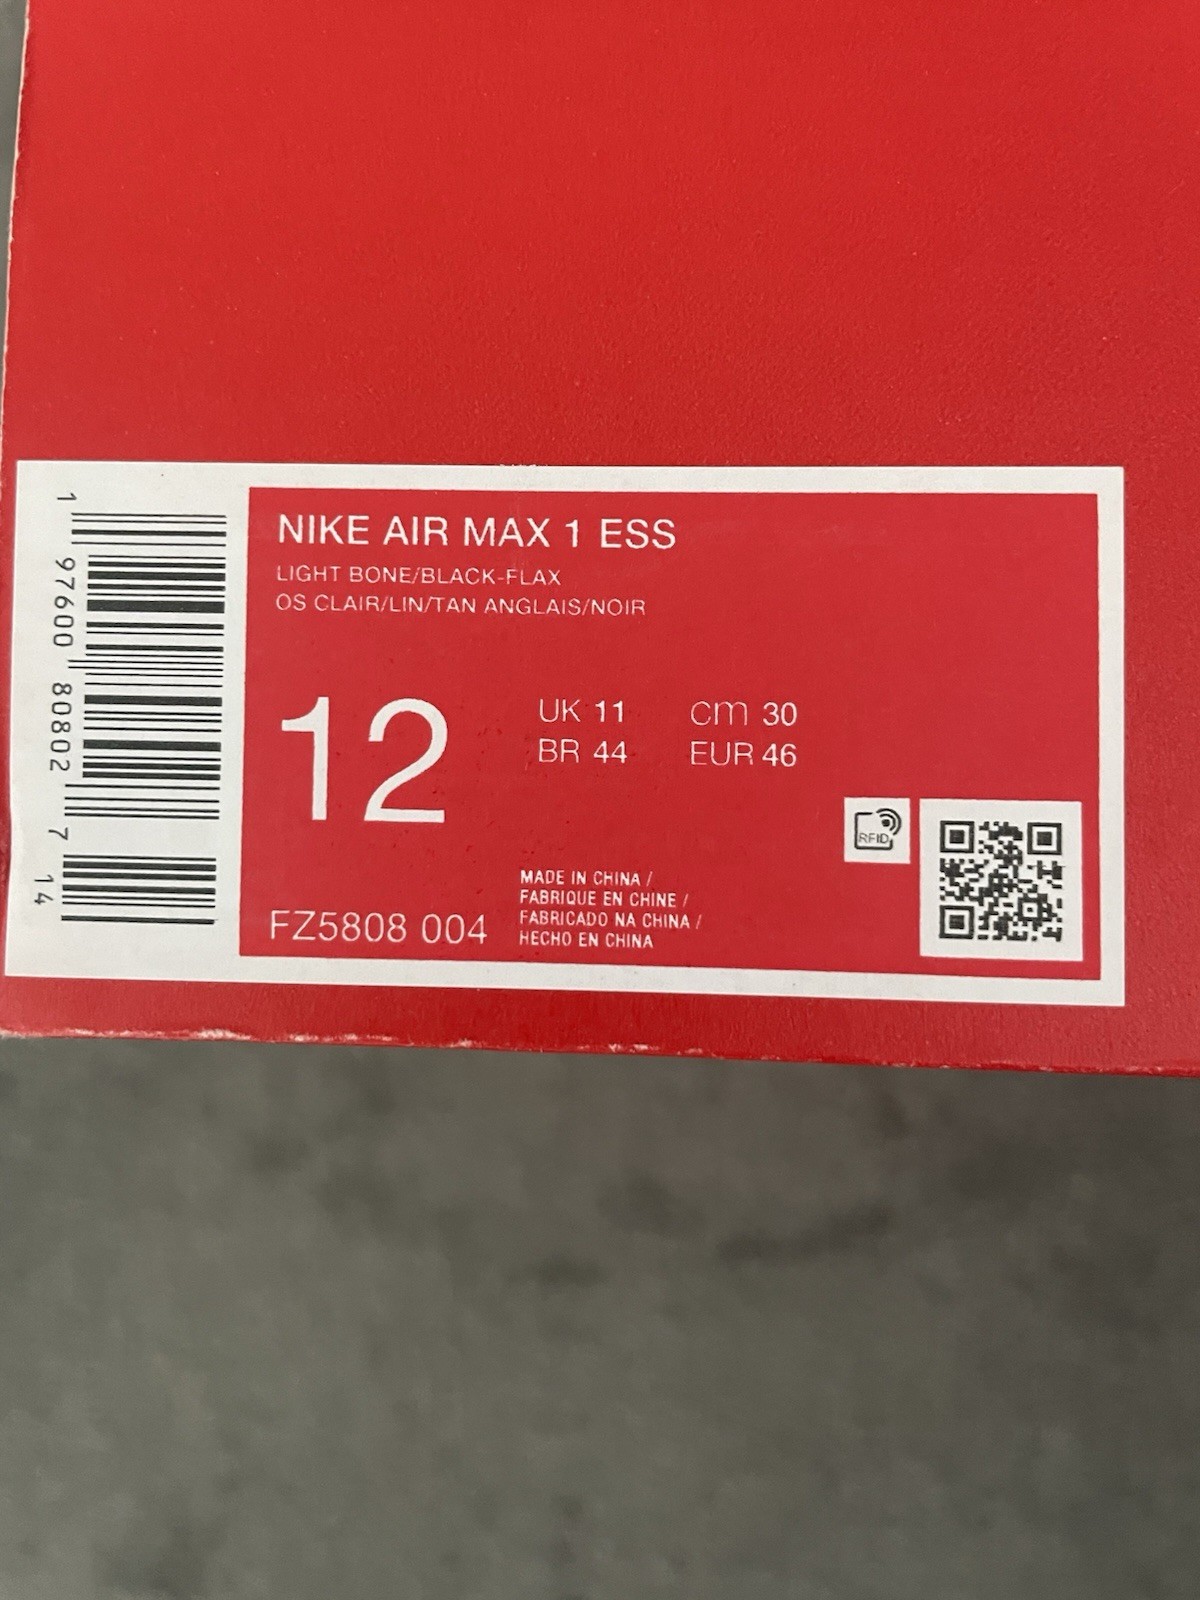 NIKE AIR MAX 1 ESS
LIGHT BONE/BLACK-FLAX
OS CLAIR/LIN/TAN ANGLAIS/NOIR
12
UK 11
cm 30
BR 44
EUR 46
RFID
FZ5808 004
MADE IN CHINA /
FABRIQUE EN CHINE /
FABRICADO NA CHINA /
HECHO EN CHINA
1 97600 80802 7 14